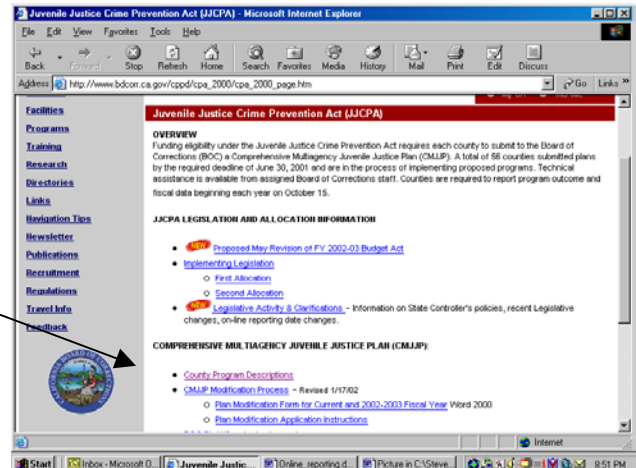 Juvenile Justice Crime Prevention Act (JJCPA) - Microsoft Internet Explorer
File Edit View Favorites Tools Help
Back Forward Stop Refresh Home Search Favorites Media History Mail Print Edit Discuss
Address http://www.bdcorr.ca.gov/cppd/cpa_2000/cpa_2000_page.htm Go Links »
Facilities
Programs
Training
Research
Directories
Links
Navigation Tips
Newsletter
Publications
Recruitment
Regulations
Travel Info
Feedback
Juvenile Justice Crime Prevention Act (JJCPA)
OVERVIEW
Funding eligibility under the Juvenile Justice Crime Prevention Act requires each county to submit to the Board of
Corrections (BOC) a Comprehensive Multiagency Juvenile Justice Plan (CMJJP). A total of 56 counties submitted plans
by the required deadline of June 30, 2001 and are in the process of implementing proposed programs. Technical
assistance is available from assigned Board of Corrections staff. Counties are required to report program outcome and
fiscal data beginning each year on October 15.
JJCPA LEGISLATION AND ALLOCATION INFORMATION
NEW Proposed May Revision of FY 2002-03 Budget Act
Implementing Legislation
First Allocation
Second Allocation
NEW Legislative Activity & Clarifications - Information on State Controller's policies, recent Legislative
changes, on-line reporting date changes.
COMPREHENSIVE MULTIAGENCY JUVENILE JUSTICE PLAN (CMJJP):
County Program Descriptions
CMJJP Modification Process - Revised 1/17/02
Plan Modification Form for Current and 2002-2003 Fiscal Year Word 2000
Plan Modification Application Instructions
Internet
Start Inbox - Microsoft O... Juvenile Justic... Online_reporting d... Picture in C:\Steve... 8:51 PM